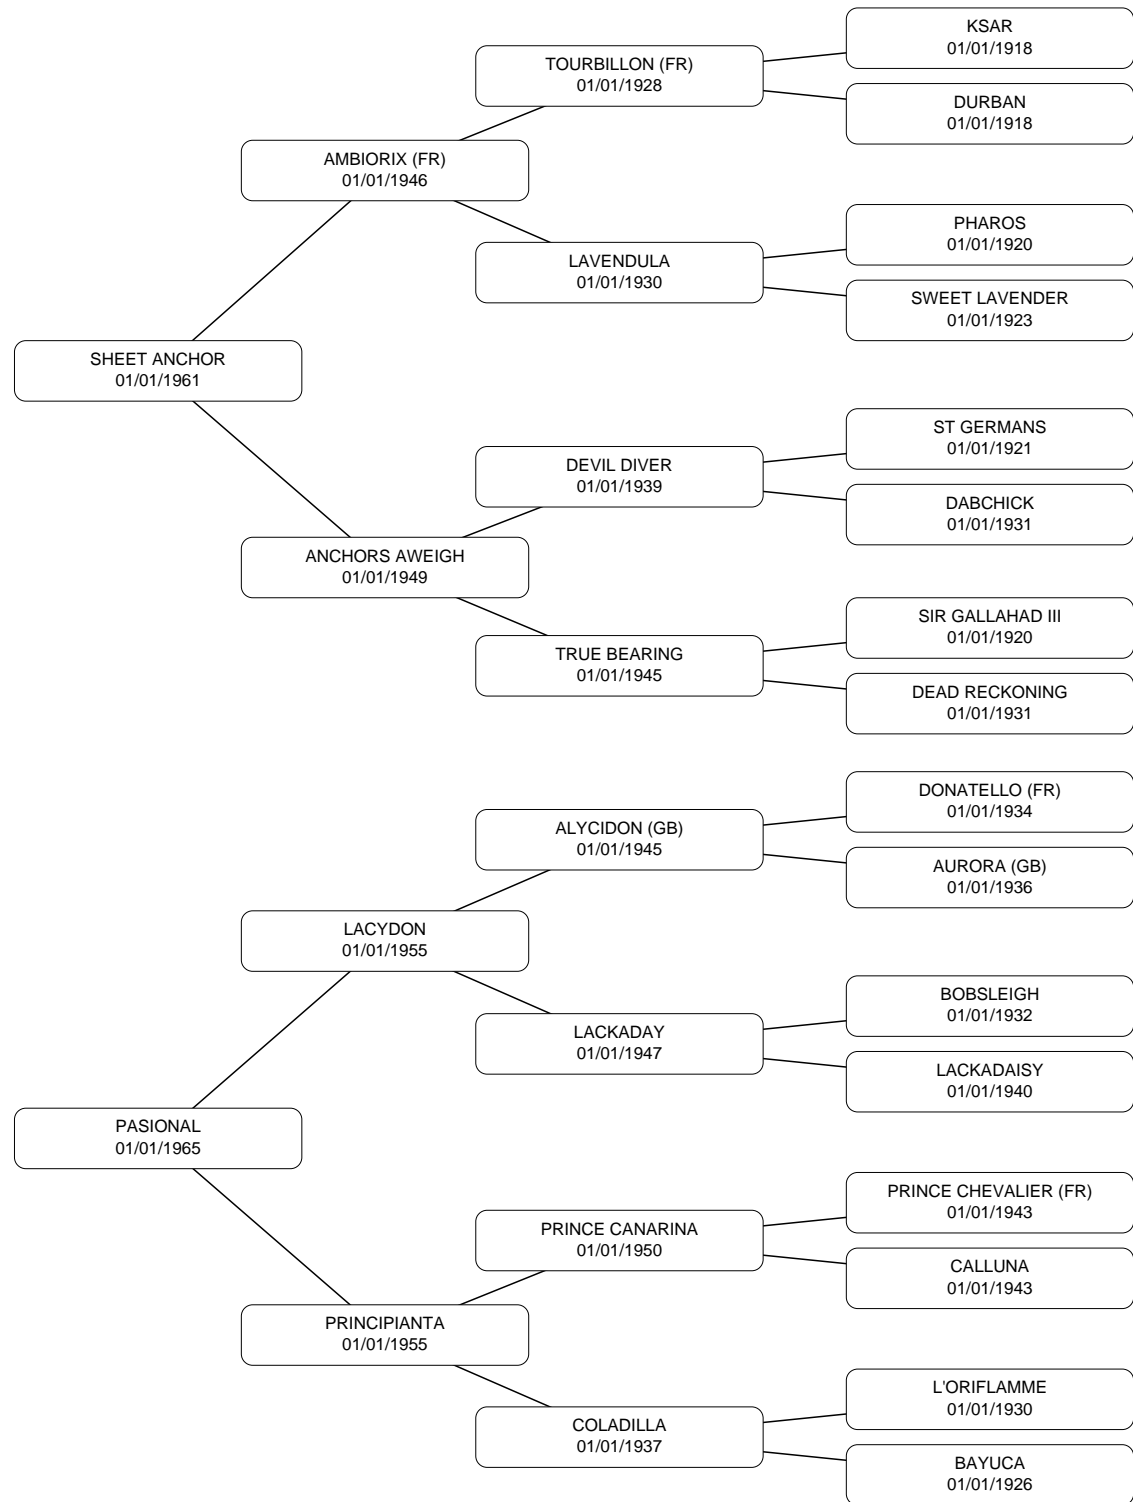 KSAR
01/01/1918
TOURBILLON (FR)
01/01/1928
DURBAN
01/01/1918
AMBIORIX (FR)
01/01/1946
PHAROS
01/01/1920
LAVENDULA
01/01/1930
SWEET LAVENDER
01/01/1923
SHEET ANCHOR
01/01/1961
ST GERMANS
01/01/1921
DEVIL DIVER
01/01/1939
DABCHICK
01/01/1931
ANCHORS AWEIGH
01/01/1949
SIR GALLAHAD III
01/01/1920
TRUE BEARING
01/01/1945
DEAD RECKONING
01/01/1931
DONATELLO (FR)
01/01/1934
ALYCIDON (GB)
01/01/1945
AURORA (GB)
01/01/1936
LACYDON
01/01/1955
BOBSLEIGH
01/01/1932
LACKADAY
01/01/1947
LACKADAISY
01/01/1940
PASIONAL
01/01/1965
PRINCE CHEVALIER (FR)
01/01/1943
PRINCE CANARINA
01/01/1950
CALLUNA
01/01/1943
PRINCIPIANTA
01/01/1955
L'ORIFLAMME
01/01/1930
COLADILLA
01/01/1937
BAYUCA
01/01/1926